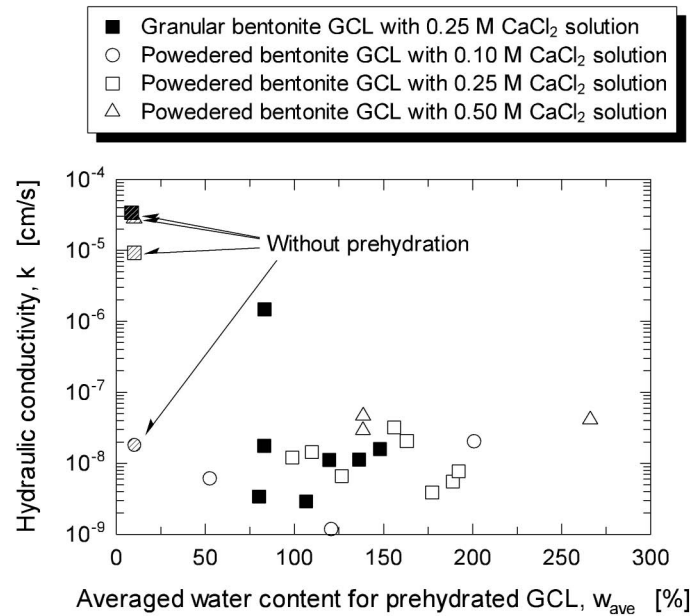 Granular bentonite GCL with 0.25 M CaCl₂ solution
Powedered bentonite GCL with 0.10 M CaCl₂ solution
Powedered bentonite GCL with 0.25 M CaCl₂ solution
Powedered bentonite GCL with 0.50 M CaCl₂ solution
Hydraulic conductivity, k [cm/s]
10⁻⁴
10⁻⁵
10⁻⁶
10⁻⁷
10⁻⁸
10⁻⁹
Without prehydration
0 50 100 150 200 250 300
Averaged water content for prehydrated GCL, wₐᵥₑ [%]